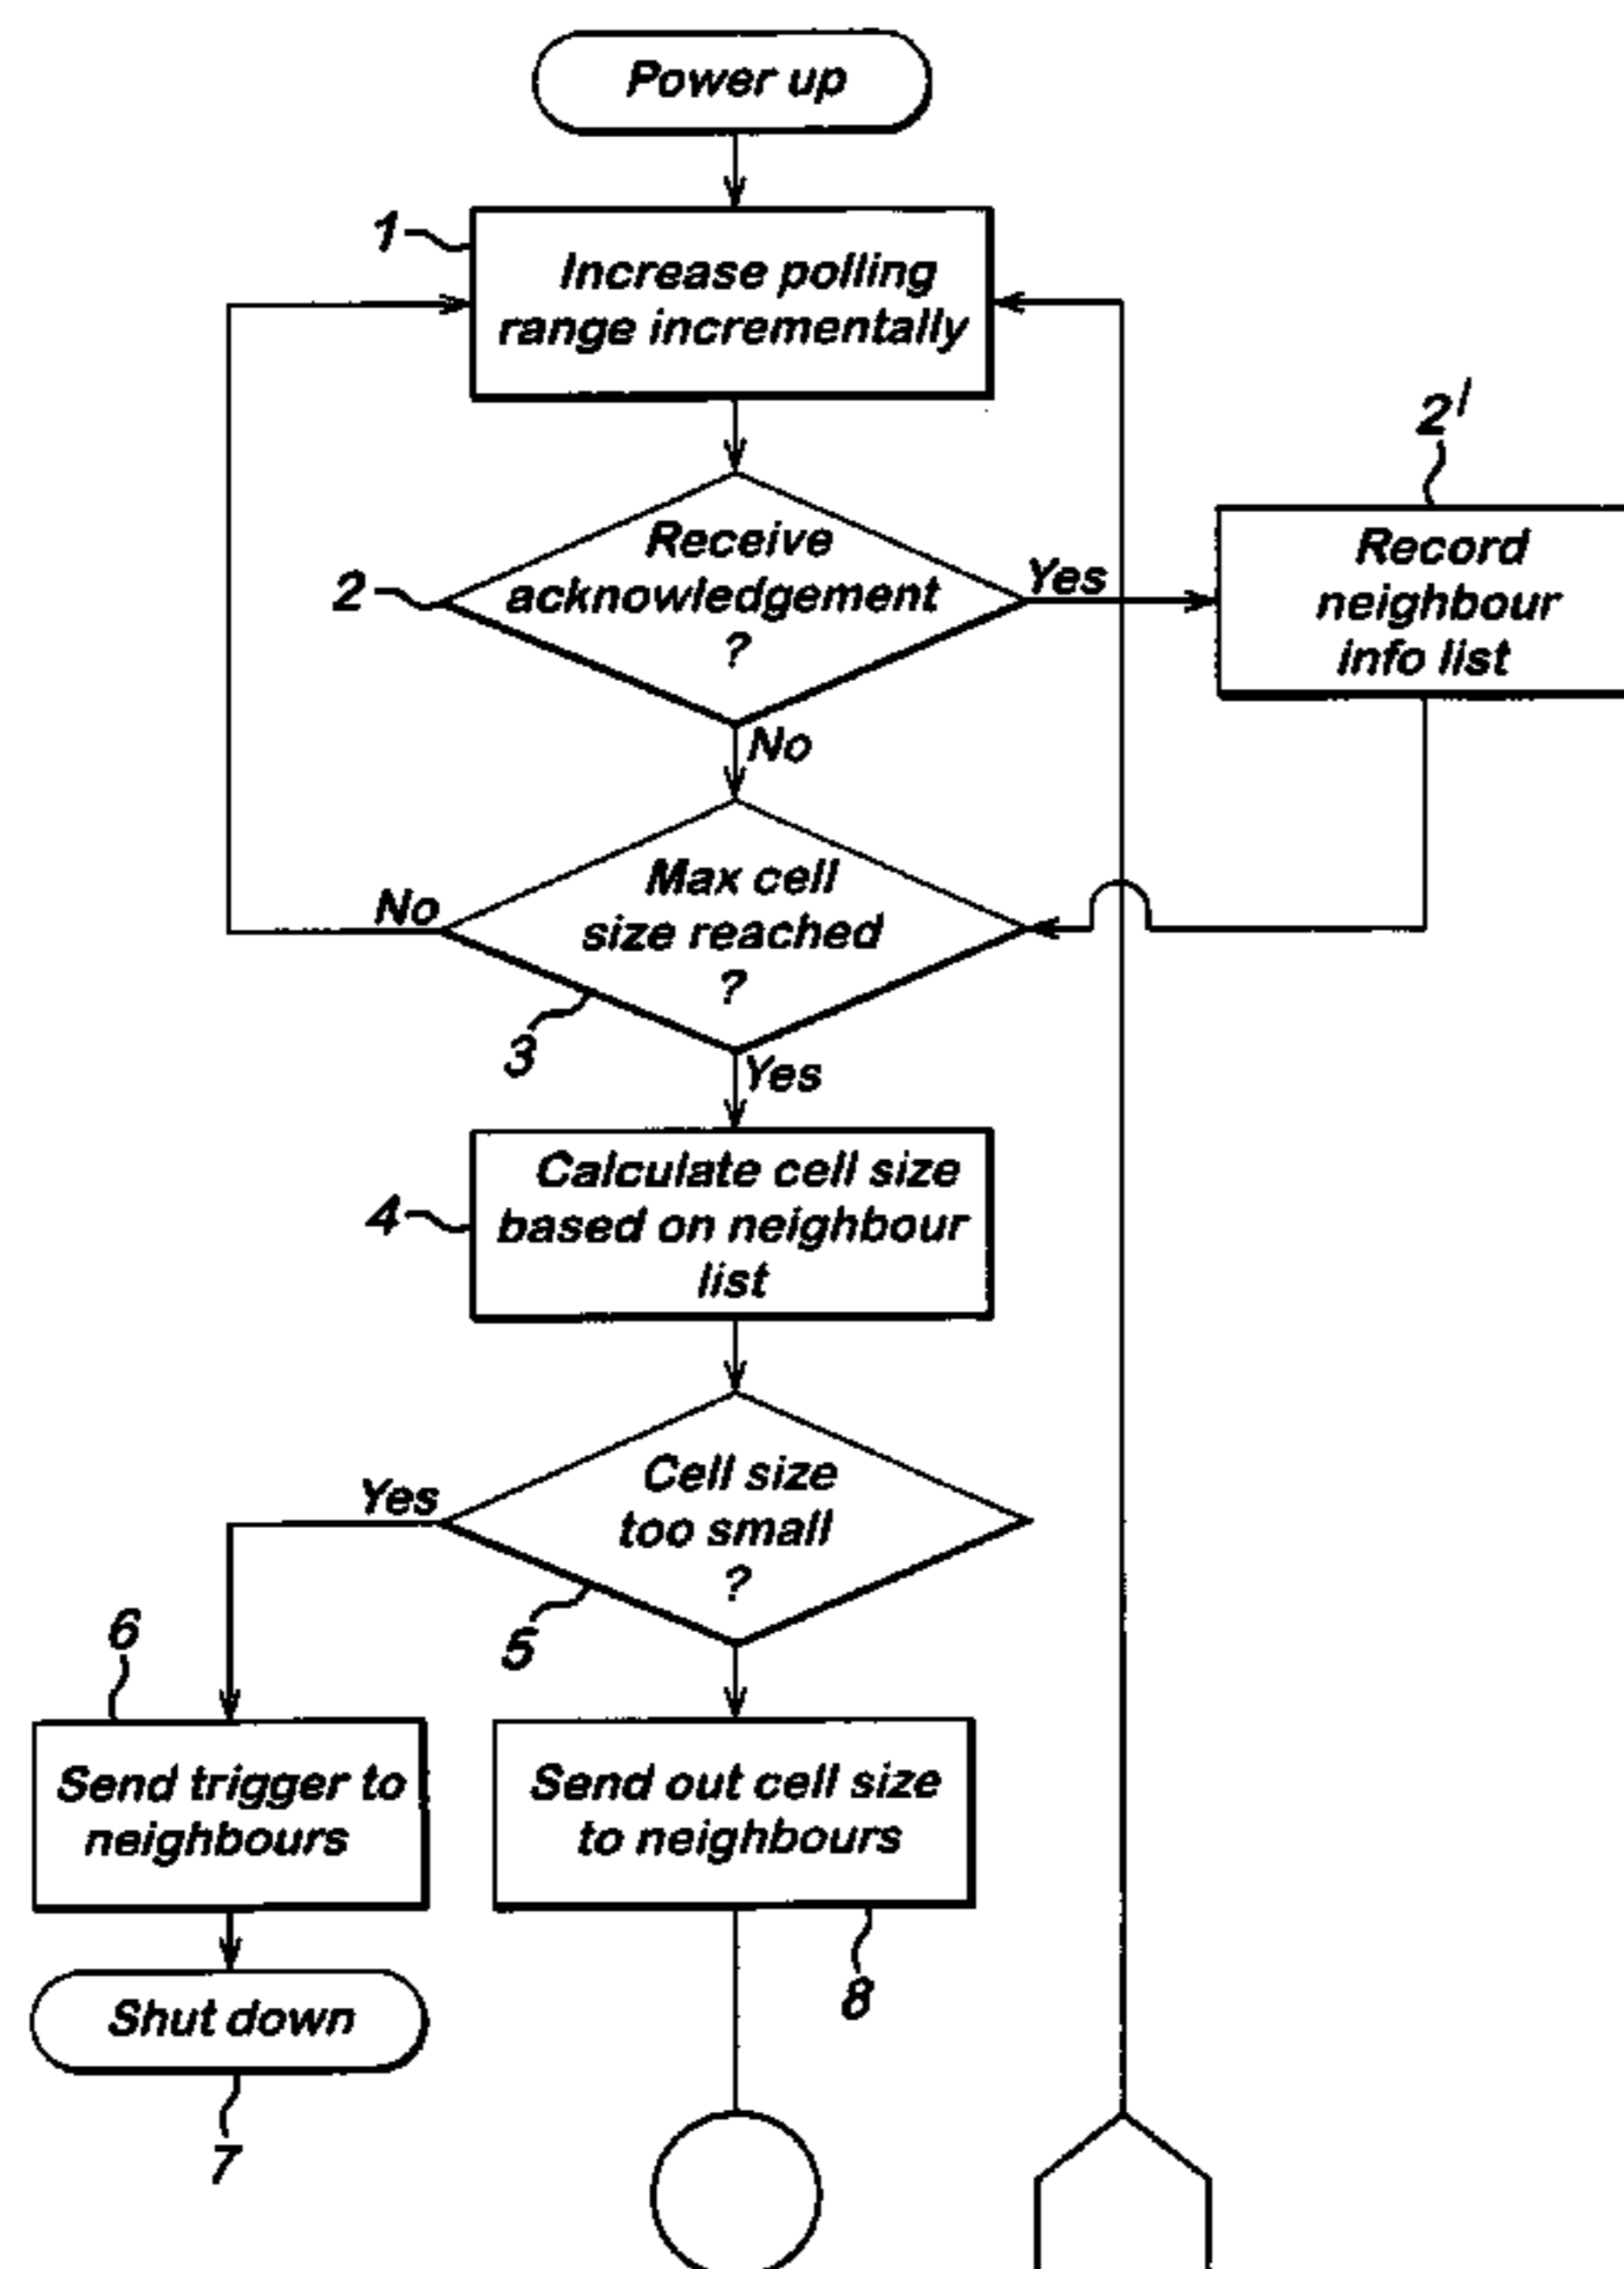 Power up
1
Increase polling
range incrementally
2'
Receive
acknowledgement
?
2
Yes
Record
neighbour
info list
No
Max cell
size reached
?
No
3
Yes
Calculate cell size
based on neighbour
list
4
Cell size
too small
?
Yes
5
6
Send trigger to
neighbours
Send out cell size
to neighbours
8
Shut down
7